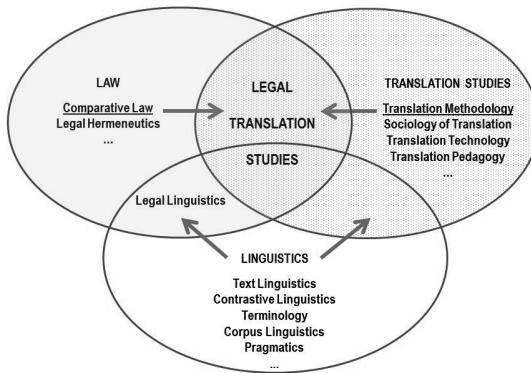 LAW
Comparative Law
Legal Hermeneutics
...
LEGAL
TRANSLATION
STUDIES
TRANSLATION STUDIES
Translation Methodology
Sociology of Translation
Translation Technology
Translation Pedagogy
...
Legal Linguistics
LINGUISTICS
Text Linguistics
Contrastive Linguistics
Terminology
Corpus Linguistics
Pragmatics
...